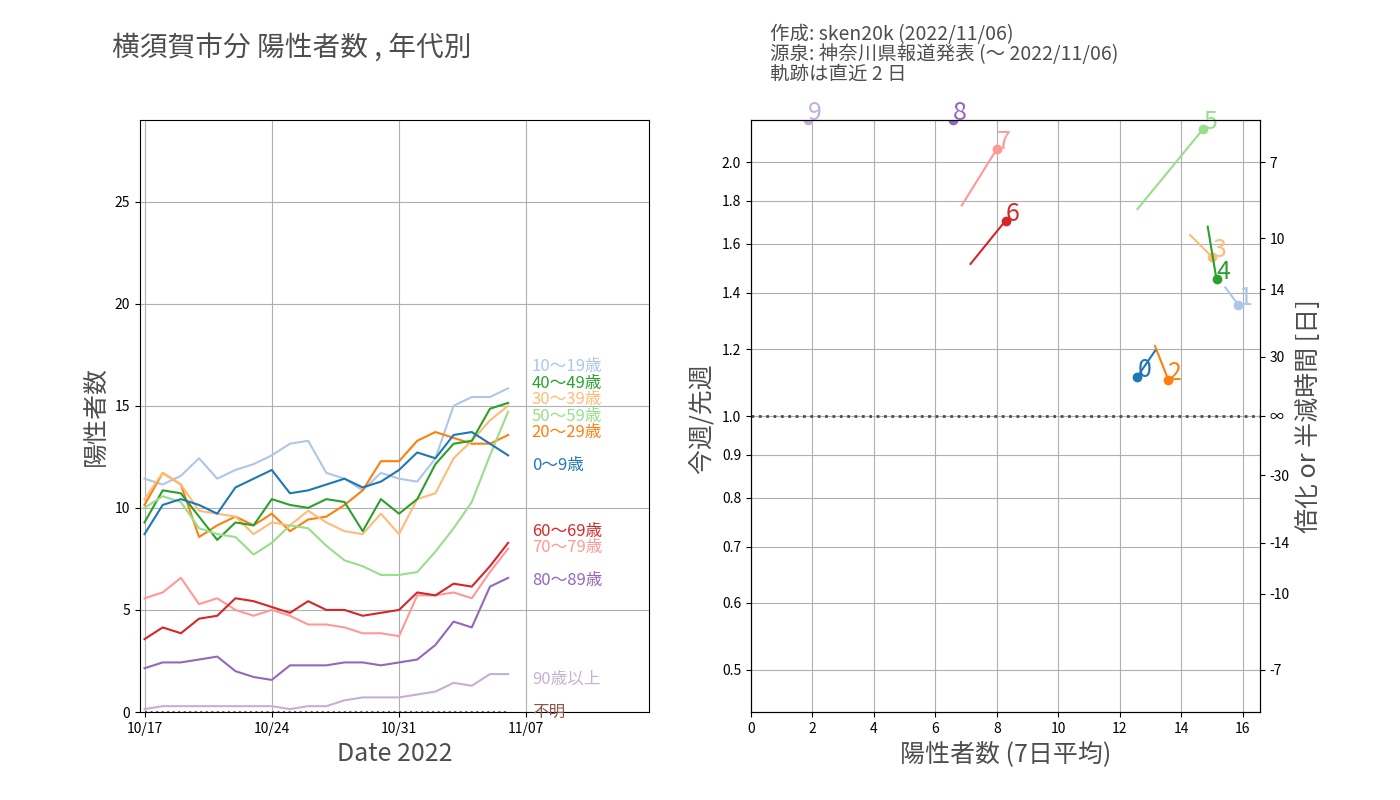 横須賀市分 陽性者数 , 年代別
作成: sken20k (2022/11/06)
源泉: 神奈川県報道発表 (〜 2022/11/06)
軌跡は直近 2 日
陽性者数
25
20
15
10
5
0
10/17
10/24
10/31
11/07
Date 2022
10〜19歳
40〜49歳
30〜39歳
50〜59歳
20〜29歳
0〜9歳
60〜69歳
70〜79歳
80〜89歳
90歳以上
不明
今週/先週
2.0
1.8
1.6
1.4
1.2
1.0
0.9
0.8
0.7
0.6
0.5
9
8
5
7
6
3
4
1
0
2
0
2
4
6
8
10
12
14
16
陽性者数 (7日平均)
7
10
14
30
∞
-30
-14
-10
-7
倍化 or 半減時間 [日]